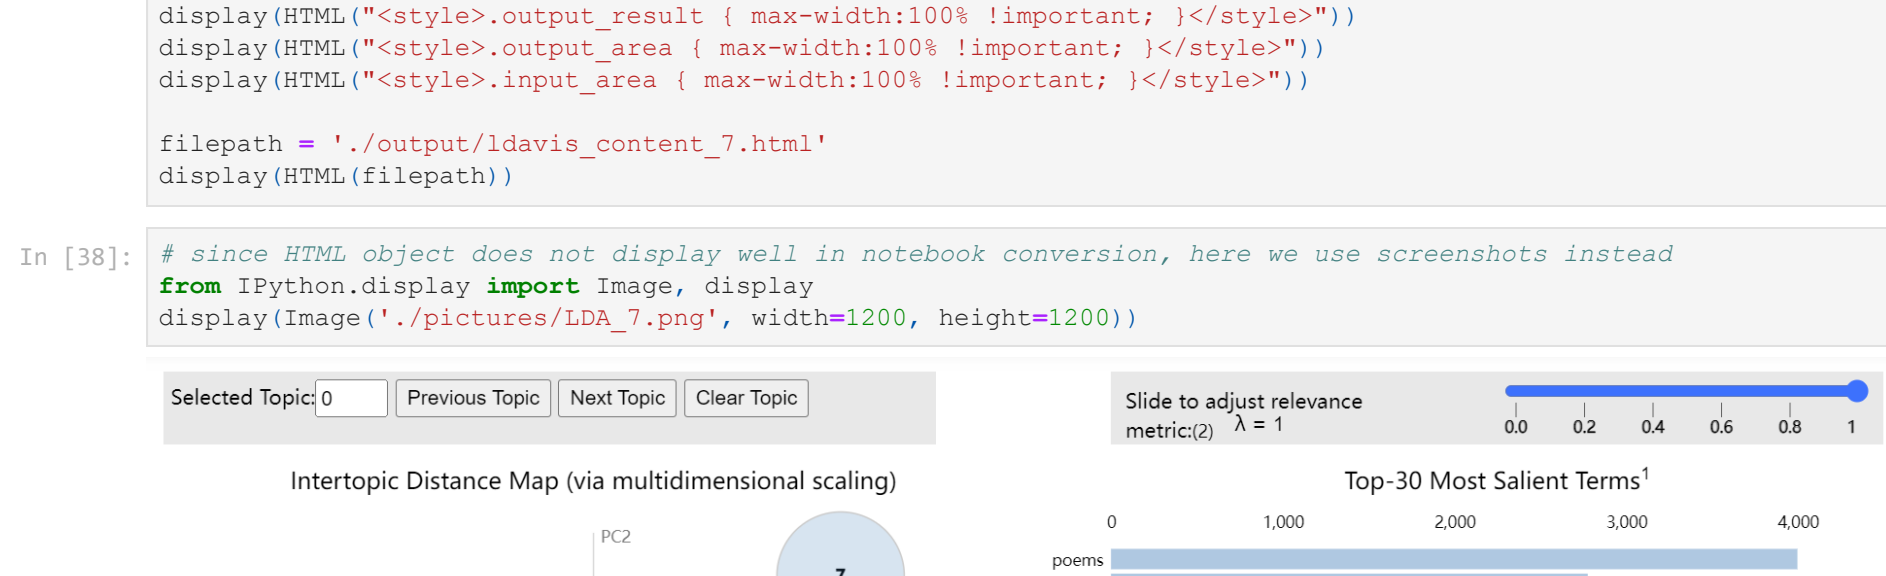 display(HTML("<style>.output_result { max-width:100% !important; }</style>"))
display(HTML("<style>.output_area { max-width:100% !important; }</style>"))
display(HTML("<style>.input_area { max-width:100% !important; }</style>"))
filepath = './output/ldavis_content_7.html'
display(HTML(filepath))
In [38]:
# since HTML object does not display well in notebook conversion, here we use screenshots instead
from IPython.display import Image, display
display(Image('./pictures/LDA_7.png', width=1200, height=1200))
Selected Topic: 0 Previous Topic Next Topic Clear Topic
Slide to adjust relevance
metric:(2) λ = 1
0.0 0.2 0.4 0.6 0.8 1
Intertopic Distance Map (via multidimensional scaling)
PC2
Top-30 Most Salient Terms1
0 1,000 2,000 3,000 4,000
poems